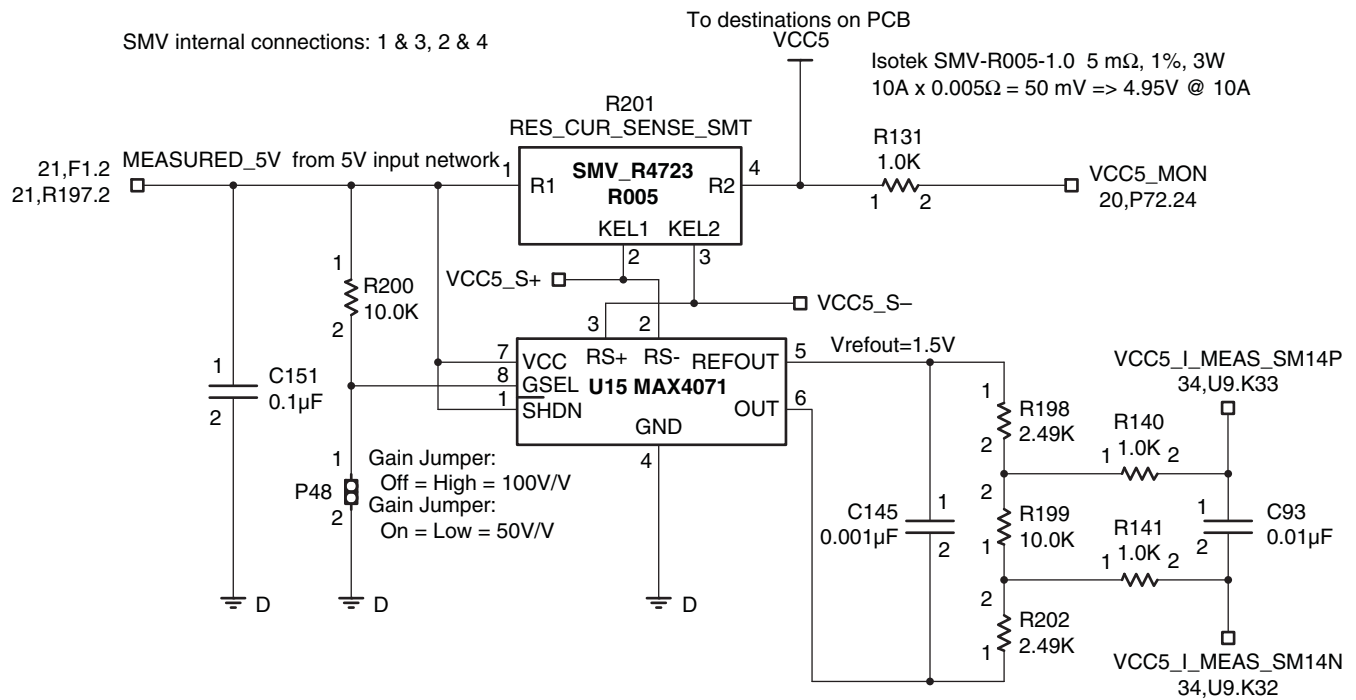 To destinations on PCB
VCC5
SMV internal connections: 1 & 3, 2 & 4
Isotek SMV-R005-1.0 5 mΩ, 1%, 3W
10A x 0.005Ω = 50 mV => 4.95V @ 10A
R201
RES_CUR_SENSE_SMT
21,F1.2
21,R197.2
MEASURED_5V from 5V input network
1
R1
SMV_R4723
R005
R2
4
KEL1
KEL2
2
3
R131
1.0K
1
2
VCC5_MON
20,P72.24
VCC5_S+
VCC5_S–
1
R200
10.0K
2
3
2
7
VCC
RS+
RS-
REFOUT
5
8
GSEL
U15 MAX4071
1
SHDN
OUT
6
GND
4
Vrefout=1.5V
1
C151
0.1µF
2
1
P48
2
Gain Jumper:
Off = High = 100V/V
Gain Jumper:
On = Low = 50V/V
D
D
D
1
C145
0.001µF
2
1
R198
2.49K
2
2
R199
10.0K
1
2
R202
2.49K
1
R140
1.0K
1
2
R141
1.0K
1
2
VCC5_I_MEAS_SM14P
34,U9.K33
1
C93
0.01µF
2
VCC5_I_MEAS_SM14N
34,U9.K32